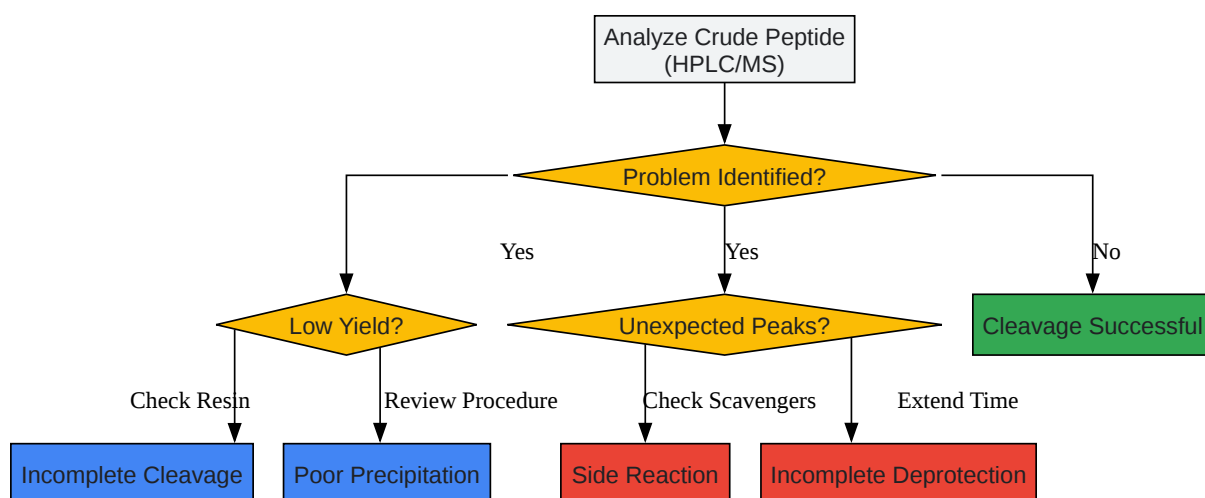 Analyze Crude Peptide
(HPLC/MS)
Problem Identified?
Yes
Yes
No
Low Yield?
Unexpected Peaks?
Cleavage Successful
Check Resin
Review Procedure
Check Scavengers
Extend Time
Incomplete Cleavage
Poor Precipitation
Side Reaction
Incomplete Deprotection